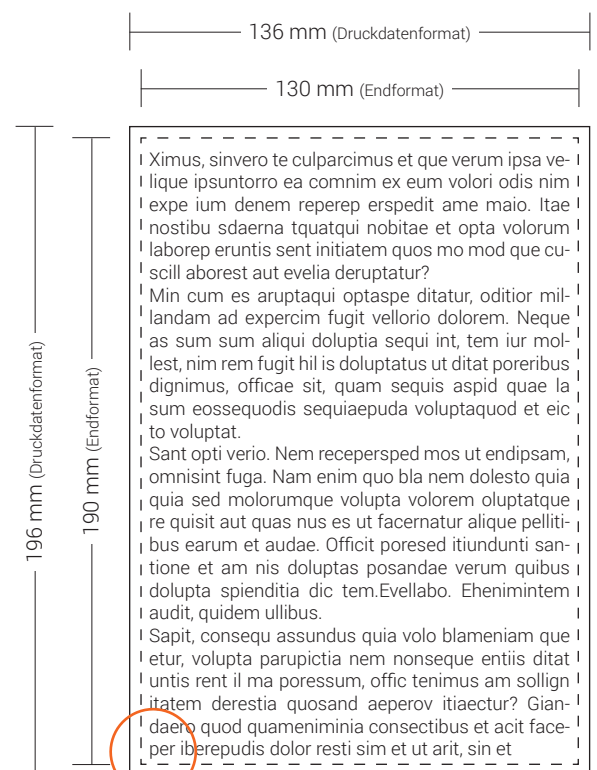 136 mm (Druckdatenformat)
130 mm (Endformat)
196 mm (Druckdatenformat)
190 mm (Endformat)
Ximus, sinvero te culparcimus et que verum ipsa ve-
lique ipsuntorro ea comnim ex eum volori odis nim
expe ium denem reperep erspedit ame maio. Itae
nostibu sdaerna tquatqui nobitae et opta volorum
laborep eruntis sent initiatem quos mo mod que cu-
scill aborest aut evelia deruptatur?
Min cum es aruptaqui optaspe ditatur, oditior mil-
landam ad expercim fugit vellorio dolorem. Neque
as sum sum aliqui doluptia sequi int, tem iur mol-
lest, nim rem fugit hil is doluptatus ut ditat poreribus
dignimus, officae sit, quam sequis aspid quae la
sum eossequodis sequiaepuda voluptaquod et eic
to voluptat.
Sant opti verio. Nem recepersped mos ut endipsam,
omnisint fuga. Nam enim quo bla nem dolesto quia
quia sed molorumque volupta volorem oluptatque
re quisit aut quas nus es ut facernatur alique pelliti-
bus earum et audae. Officit poresed itiundunti san-
tione et am nis doluptas posandae verum quibus
dolupta spienditia dic tem.Evellabo. Ehenimintem
audit, quidem ullibus.
Sapit, consequ assundus quia volo blameniam que
etur, volupta parupictia nem nonseque entiis ditat
untis rent il ma poressum, offic tenimus am sollign
itatem derestia quosand aeperov itiaectur? Gian-
daero quod quameniminia consectibus et acit face-
per iberepudis dolor resti sim et ut arit, sin et